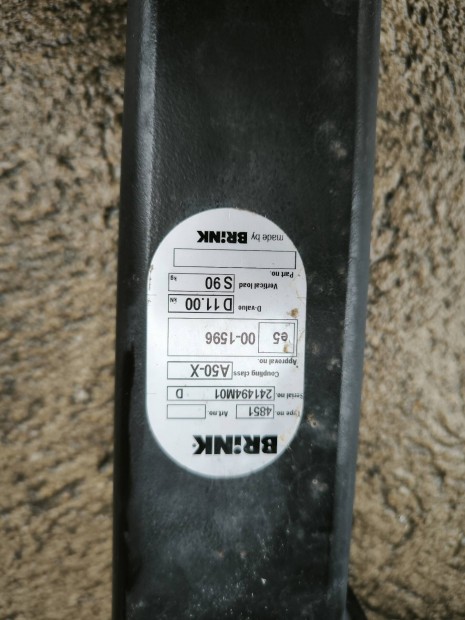 BRiNK
Type no. 4851 Art.no.
Serial no. 241494M01 D
Coupling class A50-X
Approval no.
e5 00-1596
D-value D 11.00 kN
Vertical load S 90 kg
Part no.
made by BRiNK